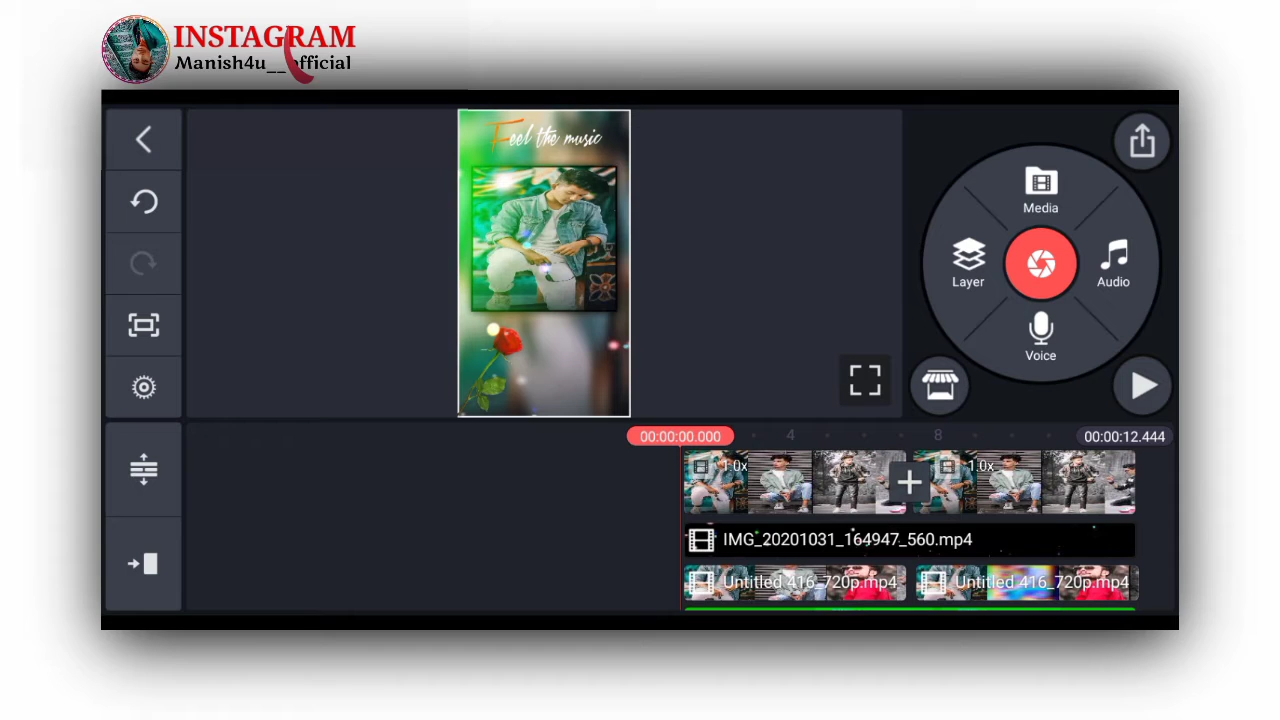 INSTAGRAM
Manish4u__official
Feel the music
Media
Layer
Audio
Voice
00:00:00.000
4
8
00:00:12.444
1.0x
1.0x
IMG_20201031_164947_560.mp4
Untitled 416_720p.mp4
Untitled 416_720p.mp4